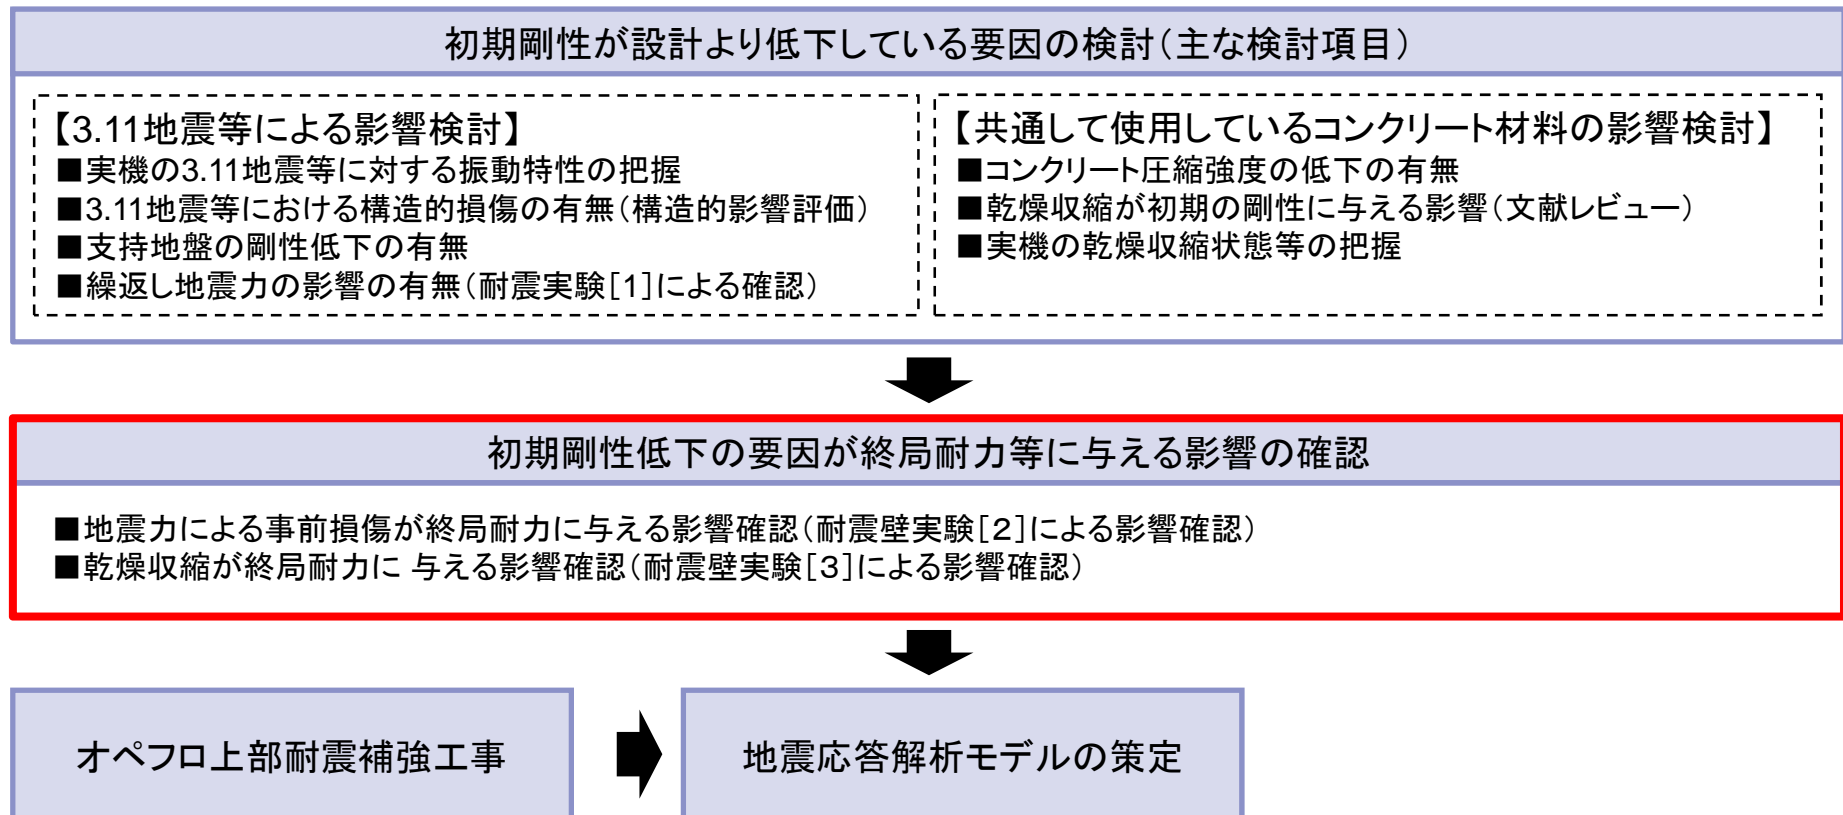 初期剛性が設計より低下している要因の検討(主な検討項目)
【3.11地震等による影響検討】
■実機の3.11地震等に対する振動特性の把握
■3.11地震等における構造的損傷の有無(構造的影響評価)
■支持地盤の剛性低下の有無
■繰返し地震力の影響の有無(耐震実験[1]による確認)
【共通して使用しているコンクリート材料の影響検討】
■コンクリート圧縮強度の低下の有無
■乾燥収縮が初期の剛性に与える影響(文献レビュー)
■実機の乾燥収縮状態等の把握
初期剛性低下の要因が終局耐力等に与える影響の確認
■地震力による事前損傷が終局耐力に与える影響確認(耐震壁実験[2]による影響確認)
■乾燥収縮が終局耐力に 与える影響確認(耐震壁実験[3]による影響確認)
オペフロ上部耐震補強工事
地震応答解析モデルの策定